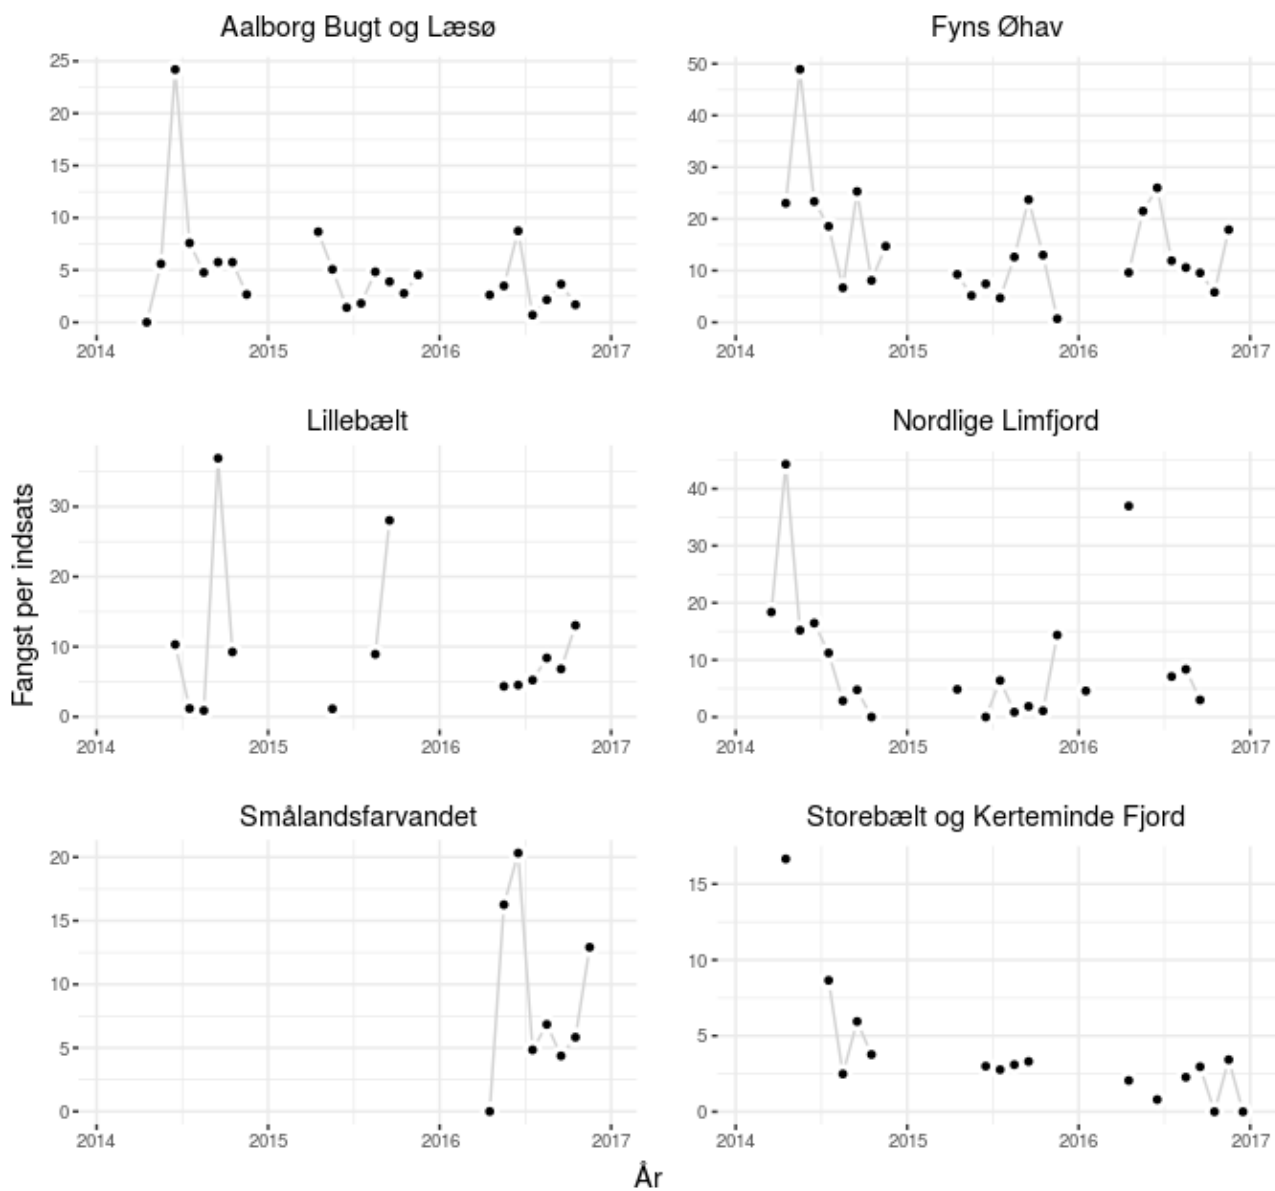 Aalborg Bugt og Læsø
25
20
15
10
5
0
2014 2015 2016 2017
Fyns Øhav
50
40
30
20
10
0
2014 2015 2016 2017
Fangst per indsats
Lillebælt
30
20
10
0
2014 2015 2016 2017
Nordlige Limfjord
40
30
20
10
0
2014 2015 2016 2017
Smålandsfarvandet
20
15
10
5
0
2014 2015 2016 2017
Storebælt og Kerteminde Fjord
15
10
5
0
2014 2015 2016 2017
År